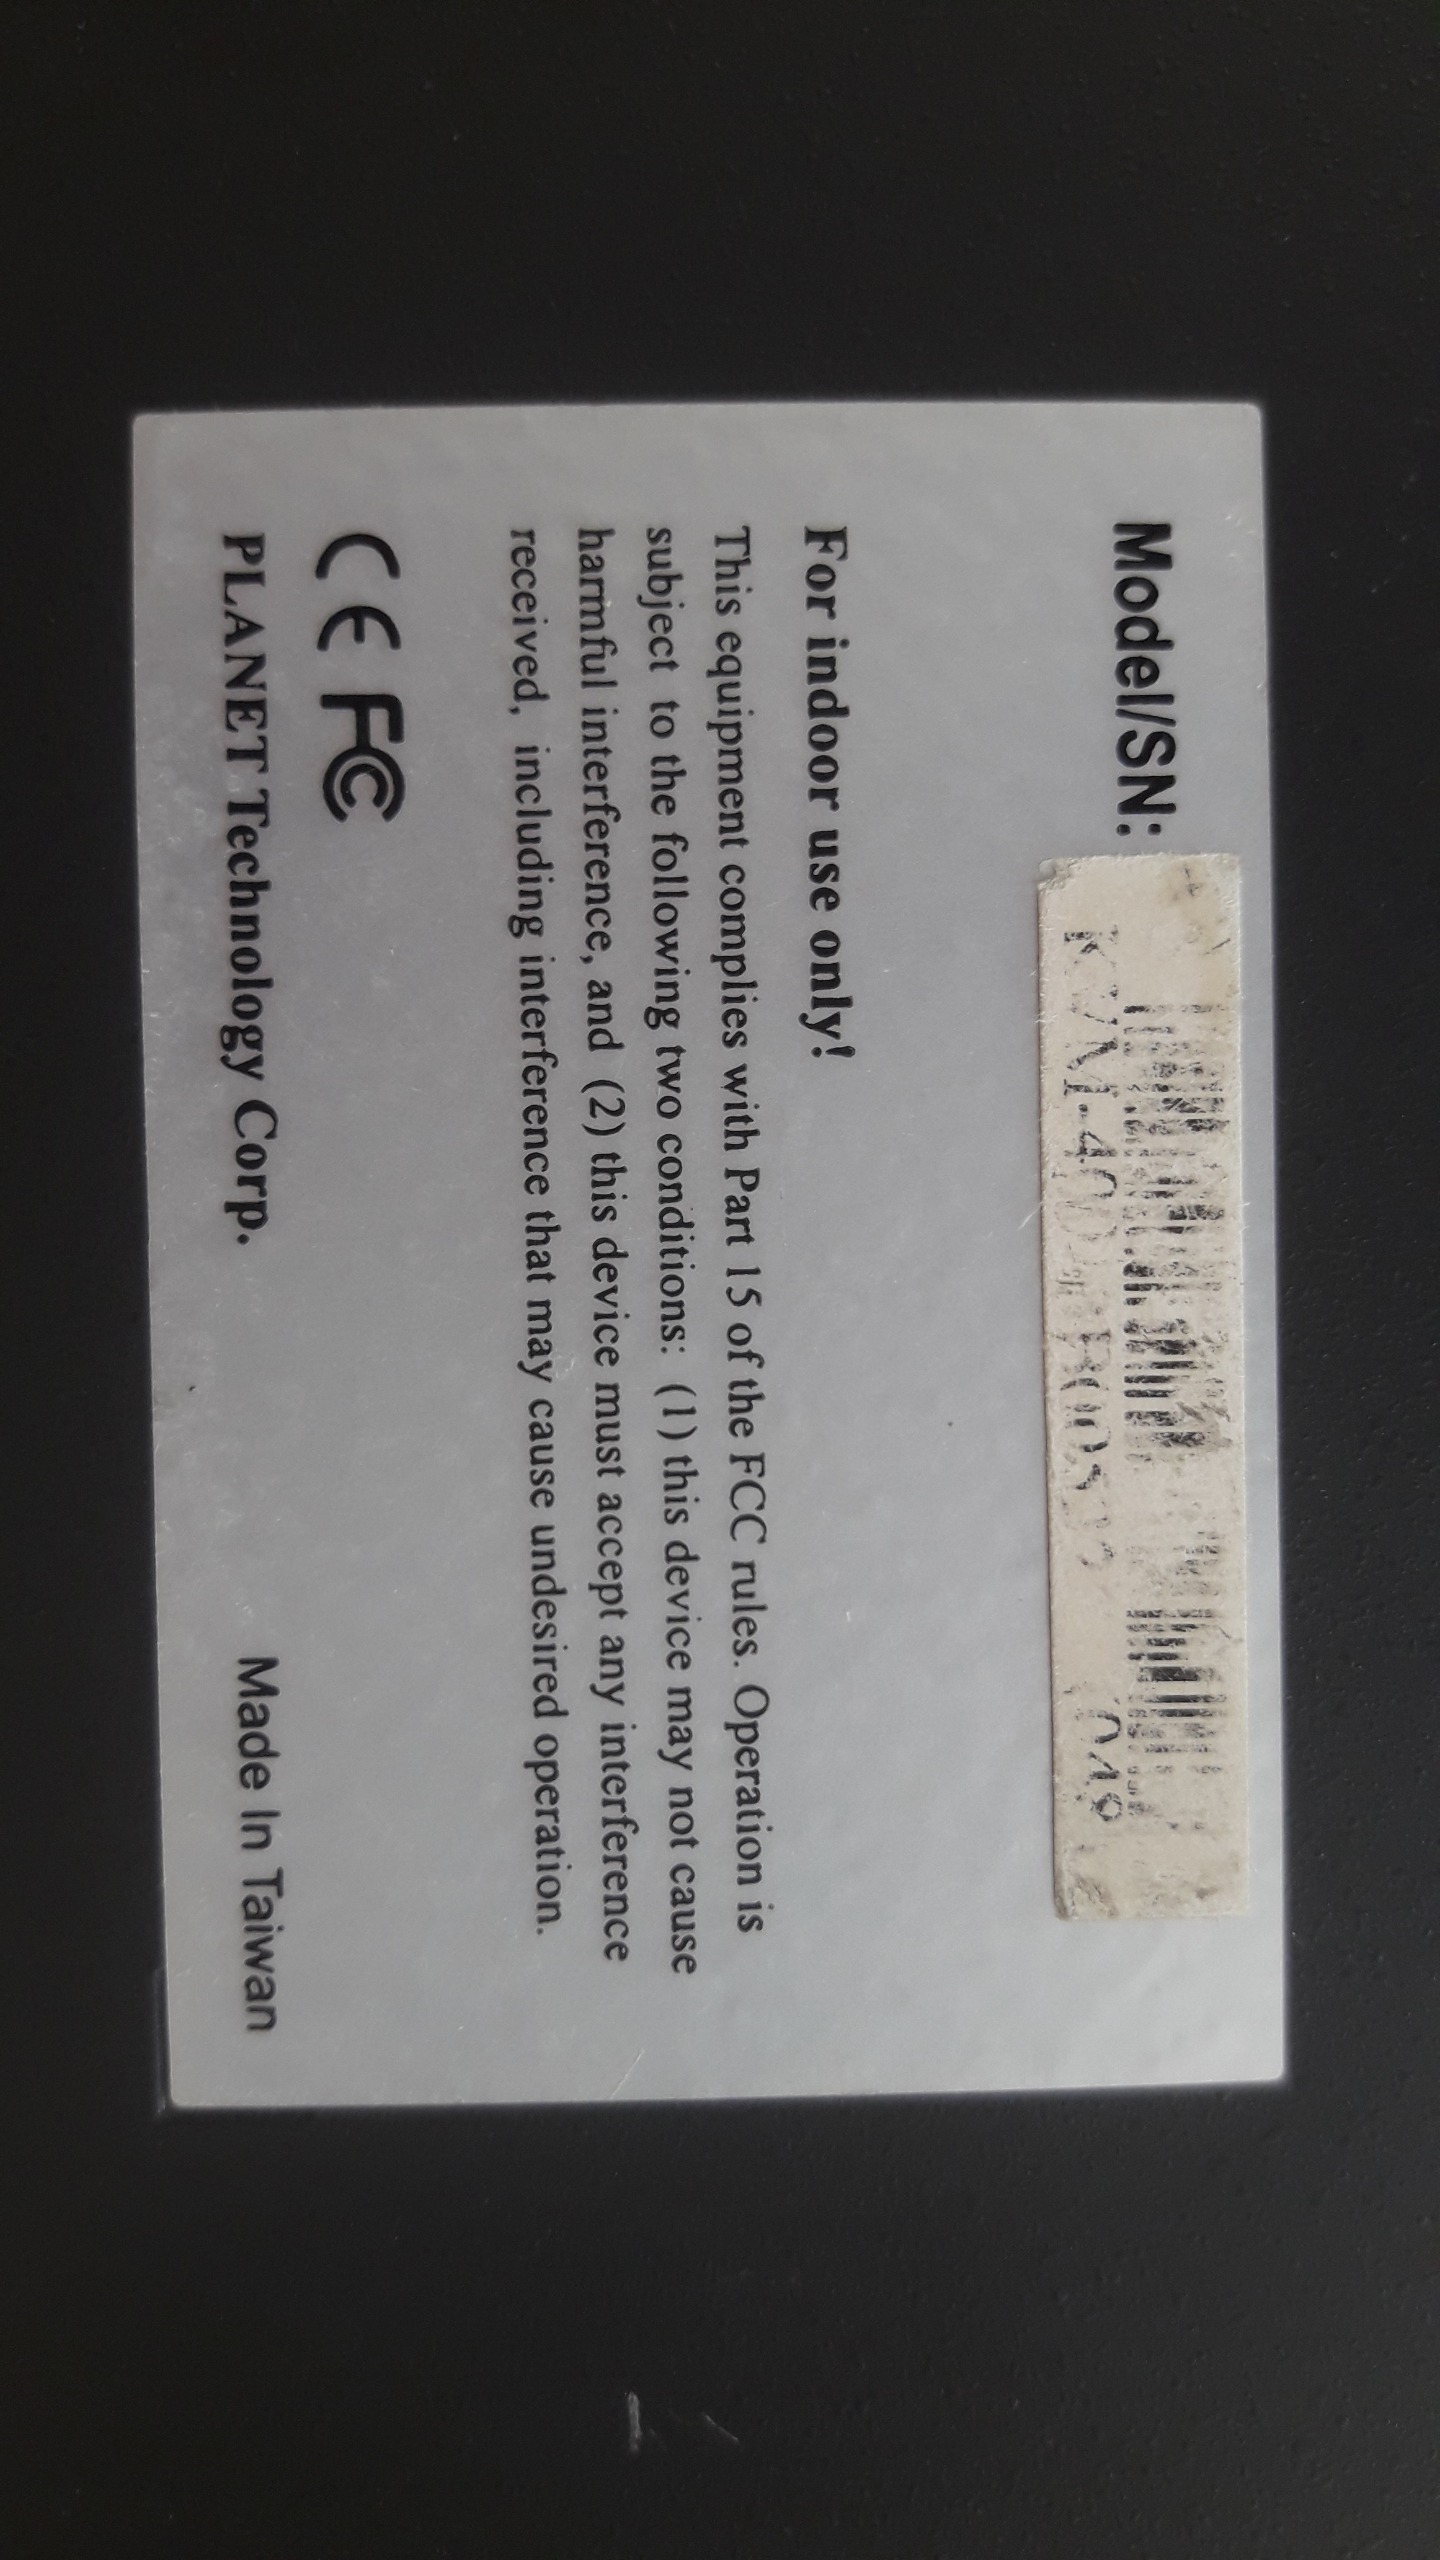 Model/SN:
For indoor use only!
This equipment complies with Part 15 of the FCC rules. Operation is
subject to the following two conditions: (1) this device may not cause
harmful interference, and (2) this device must accept any interference
received, including interference that may cause undesired operation.
CE FC
PLANET Technology Corp. Made In Taiwan